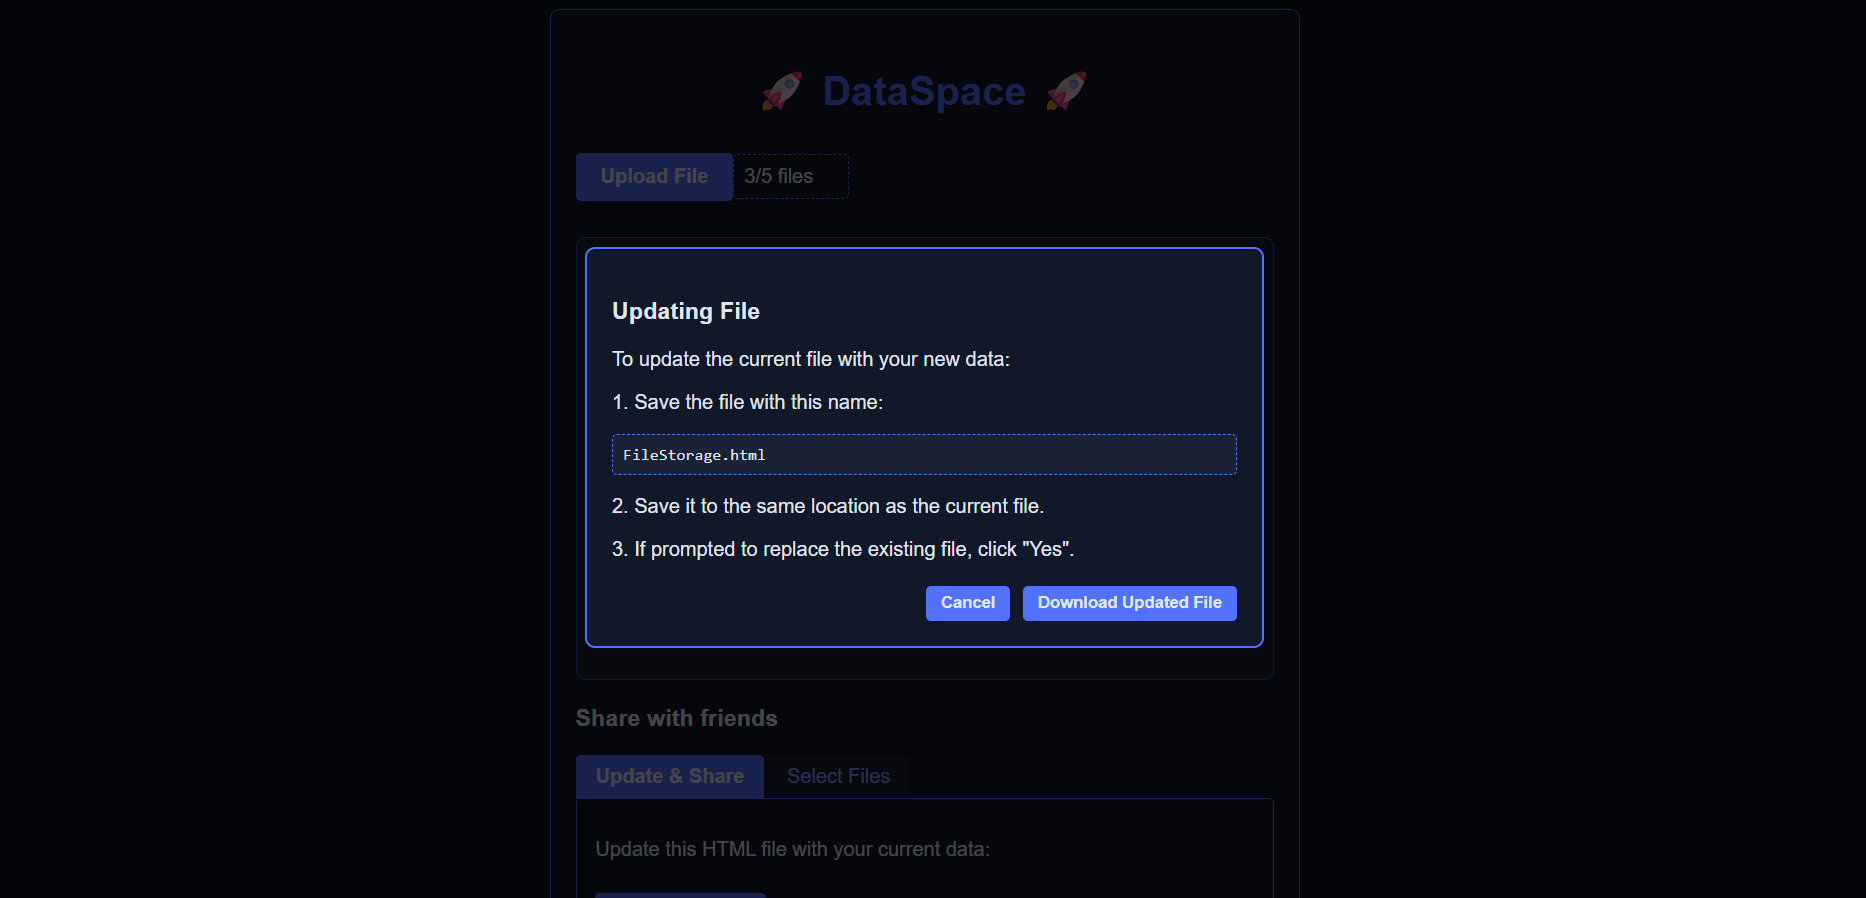 🚀 DataSpace 🚀
Upload File
3/5 files
Updating File
To update the current file with your new data:
1. Save the file with this name:
FileStorage.html
2. Save it to the same location as the current file.
3. If prompted to replace the existing file, click "Yes".
Cancel
Download Updated File
Share with friends
Update & Share
Select Files
Update this HTML file with your current data: